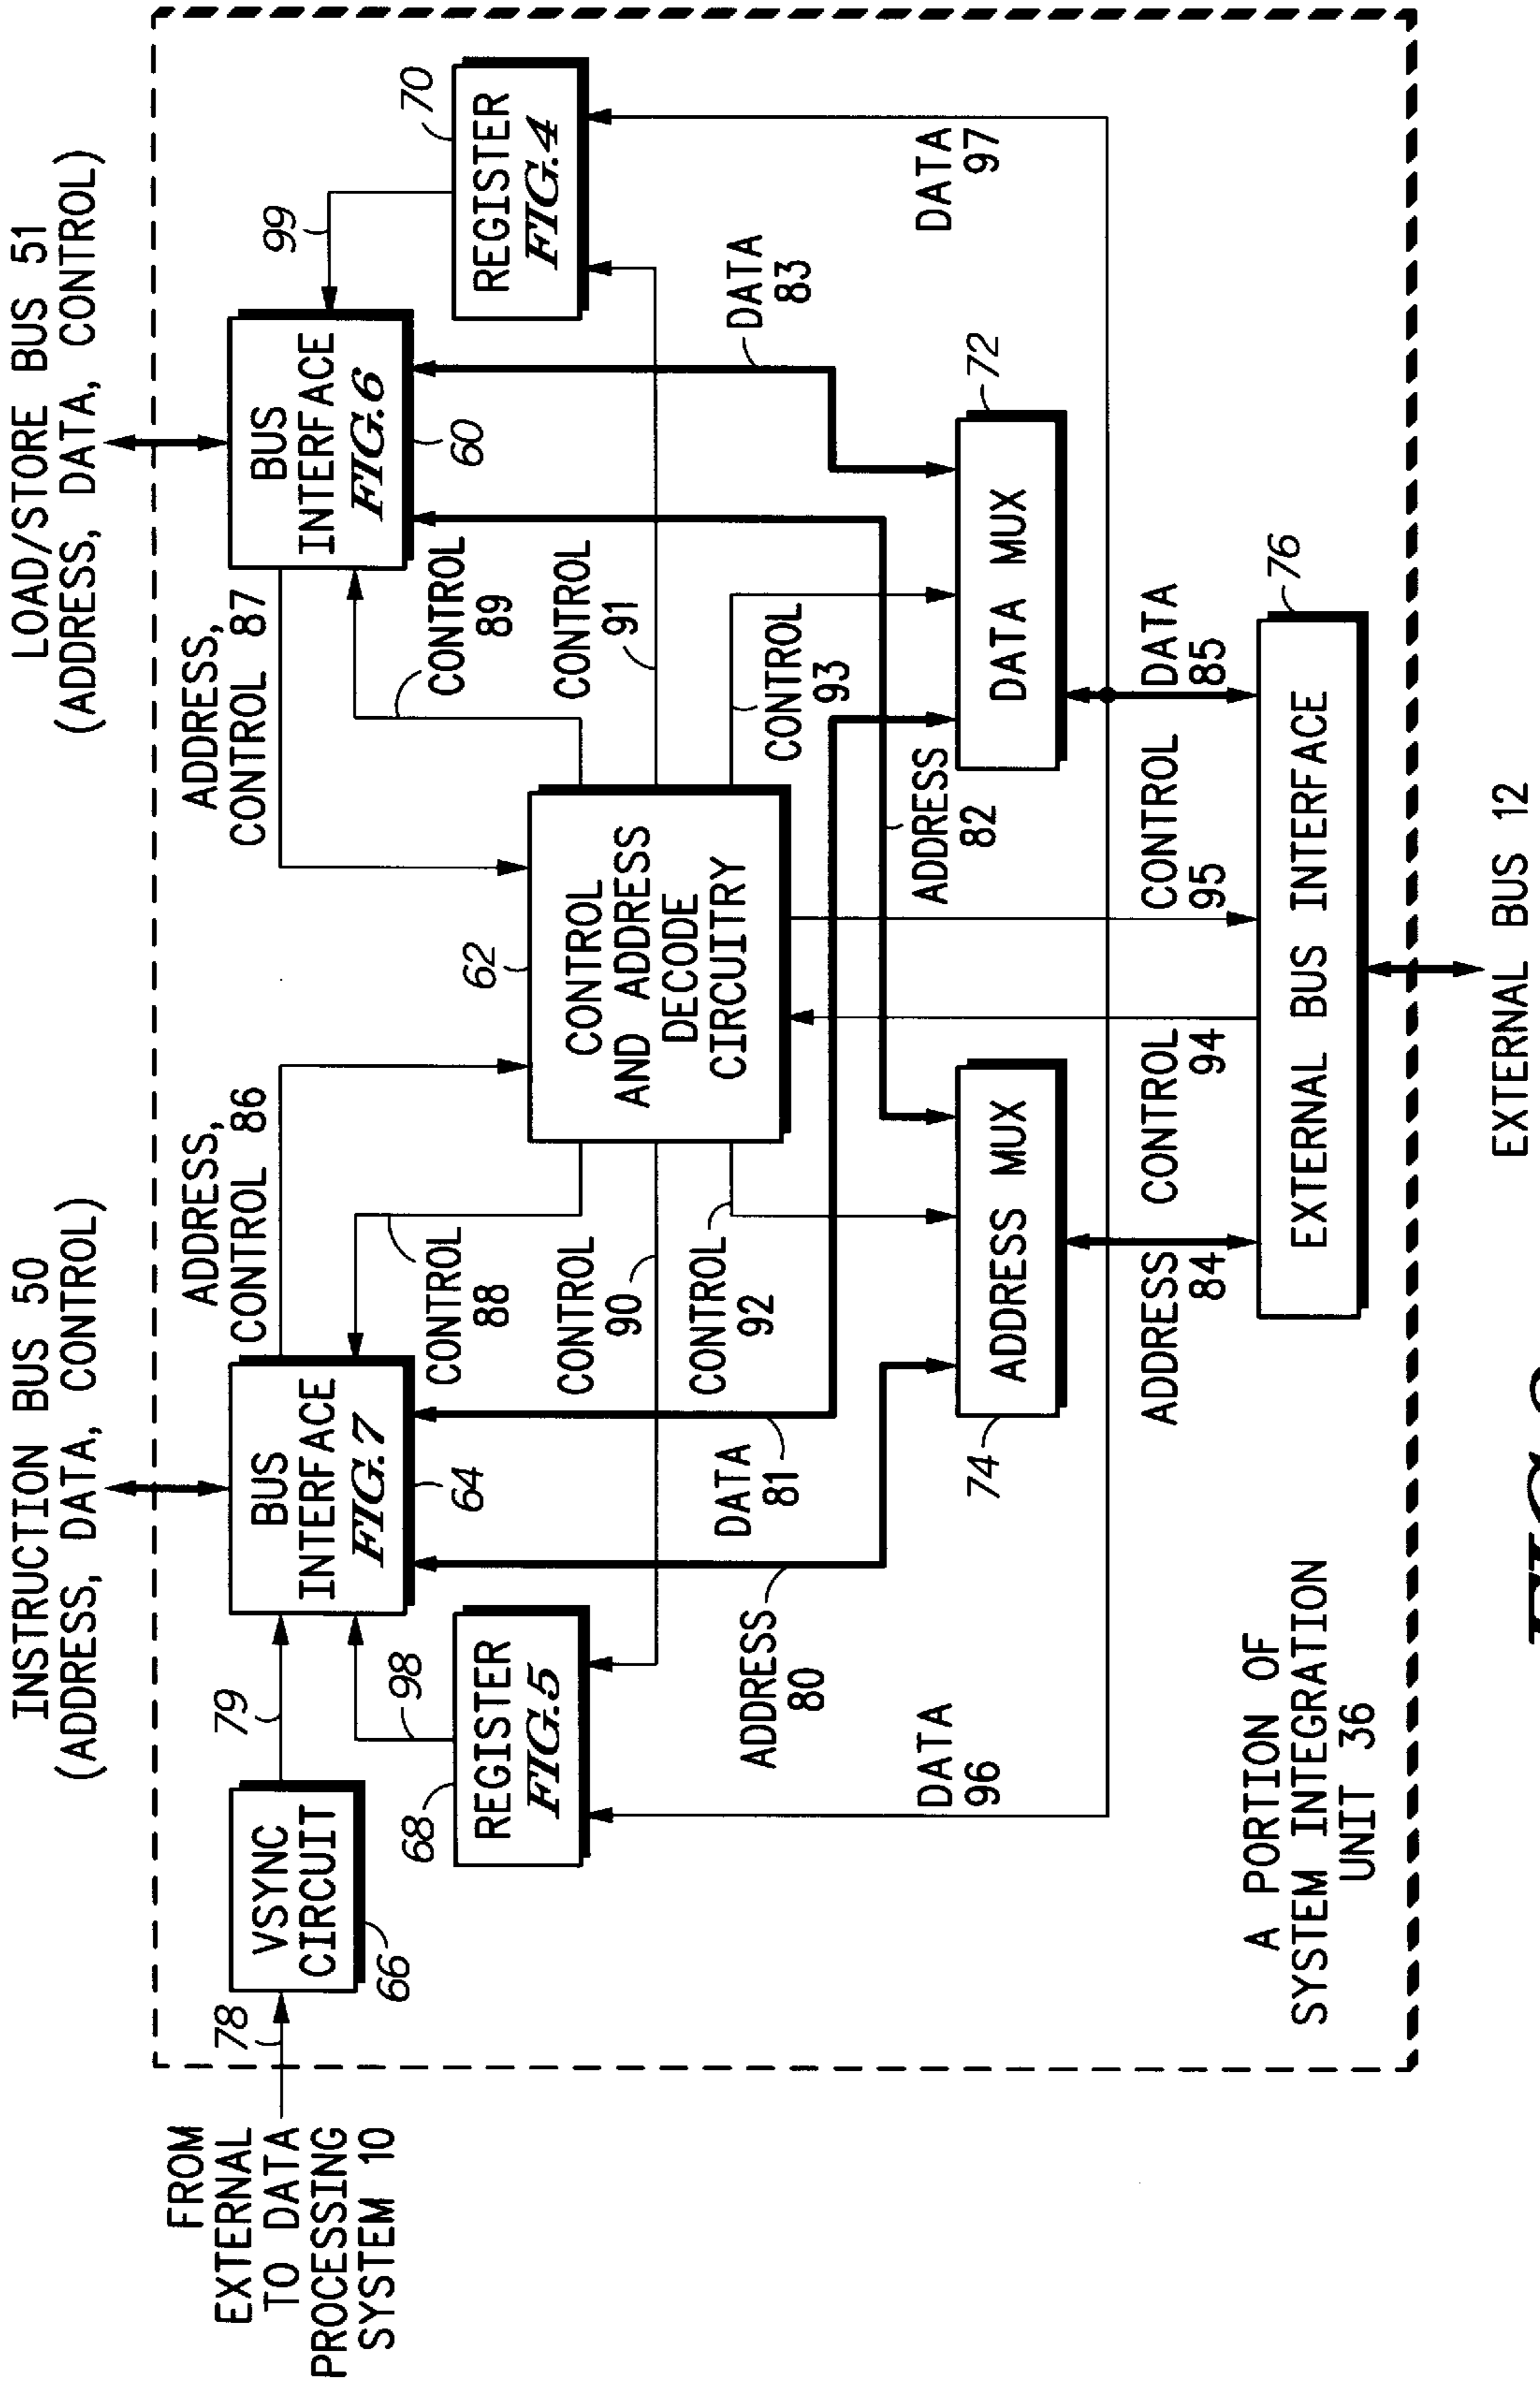 INSTRUCTION BUS 50
(ADDRESS, DATA, CONTROL)
LOAD/STORE BUS 51
(ADDRESS, DATA, CONTROL)
FROM
EXTERNAL
TO DATA
PROCESSING
SYSTEM 10
78
VSYNC
CIRCUIT
66
79
BUS
INTERFACE
FIG.7
64
ADDRESS,
CONTROL 86
ADDRESS,
CONTROL 87
BUS
INTERFACE
FIG.6
60
99
70
REGISTER
FIG.4
68
REGISTER
FIG.5
98
CONTROL
88
62
CONTROL
AND ADDRESS
DECODE
CIRCUITRY
CONTROL
89
CONTROL
90
CONTROL
91
CONTROL
92
CONTROL
93
DATA
81
DATA
83
ADDRESS
80
ADDRESS
82
DATA
96
DATA
97
74
ADDRESS MUX
DATA MUX
72
ADDRESS
84
CONTROL
94
CONTROL
95
DATA
85
EXTERNAL BUS INTERFACE
76
A PORTION OF
SYSTEM INTEGRATION
UNIT 36
EXTERNAL BUS 12